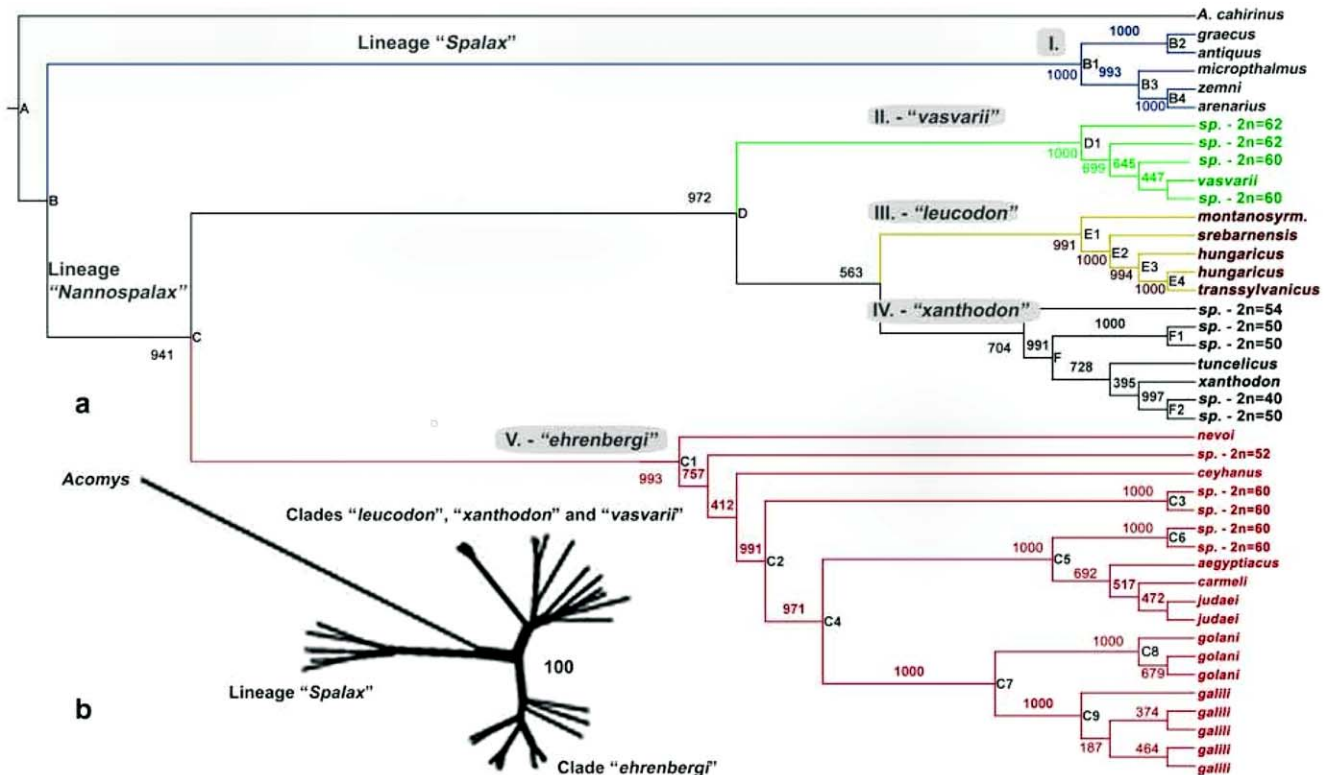 A. cahirinus
Lineage “Spalax”
I.
1000
graecus
B2
antiquus
B1
1000
993
micropthalmus
B3
zemni
B4
1000
arenarius
A
II. - “vasvarii”
sp. - 2n=62
D1
sp. - 2n=62
1000
699
645
sp. - 2n=60
447
vasvarii
sp. - 2n=60
B
972
D
III. - “leucodon”
montanosyrm.
E1
991
srebarnensis
E2
1000
hungaricus
E3
994
hungaricus
E4
1000
transsylvanicus
Lineage
“Nannospalax”
563
IV. - “xanthodon”
sp. - 2n=54
1000
sp. - 2n=50
F1
sp. - 2n=50
704
991
F
728
tuncelicus
395
xanthodon
997
sp. - 2n=40
F2
sp. - 2n=50
C
941
a
V. - “ehrenbergi”
nevoi
C1
993
757
sp. - 2n=52
412
ceyhanus
1000
sp. - 2n=60
C3
sp. - 2n=60
991
C2
1000
sp. - 2n=60
C6
sp. - 2n=60
1000
C5
692
aegyptiacus
517
carmeli
472
judaei
judaei
971
C4
1000
golani
C8
golani
679
golani
1000
C7
1000
galili
C9
374
galili
galili
187
464
galili
galili
Acomys
Clades “leucodon”, “xanthodon” and “vasvarii”
100
Lineage “Spalax”
b
Clade “ehrenbergi”